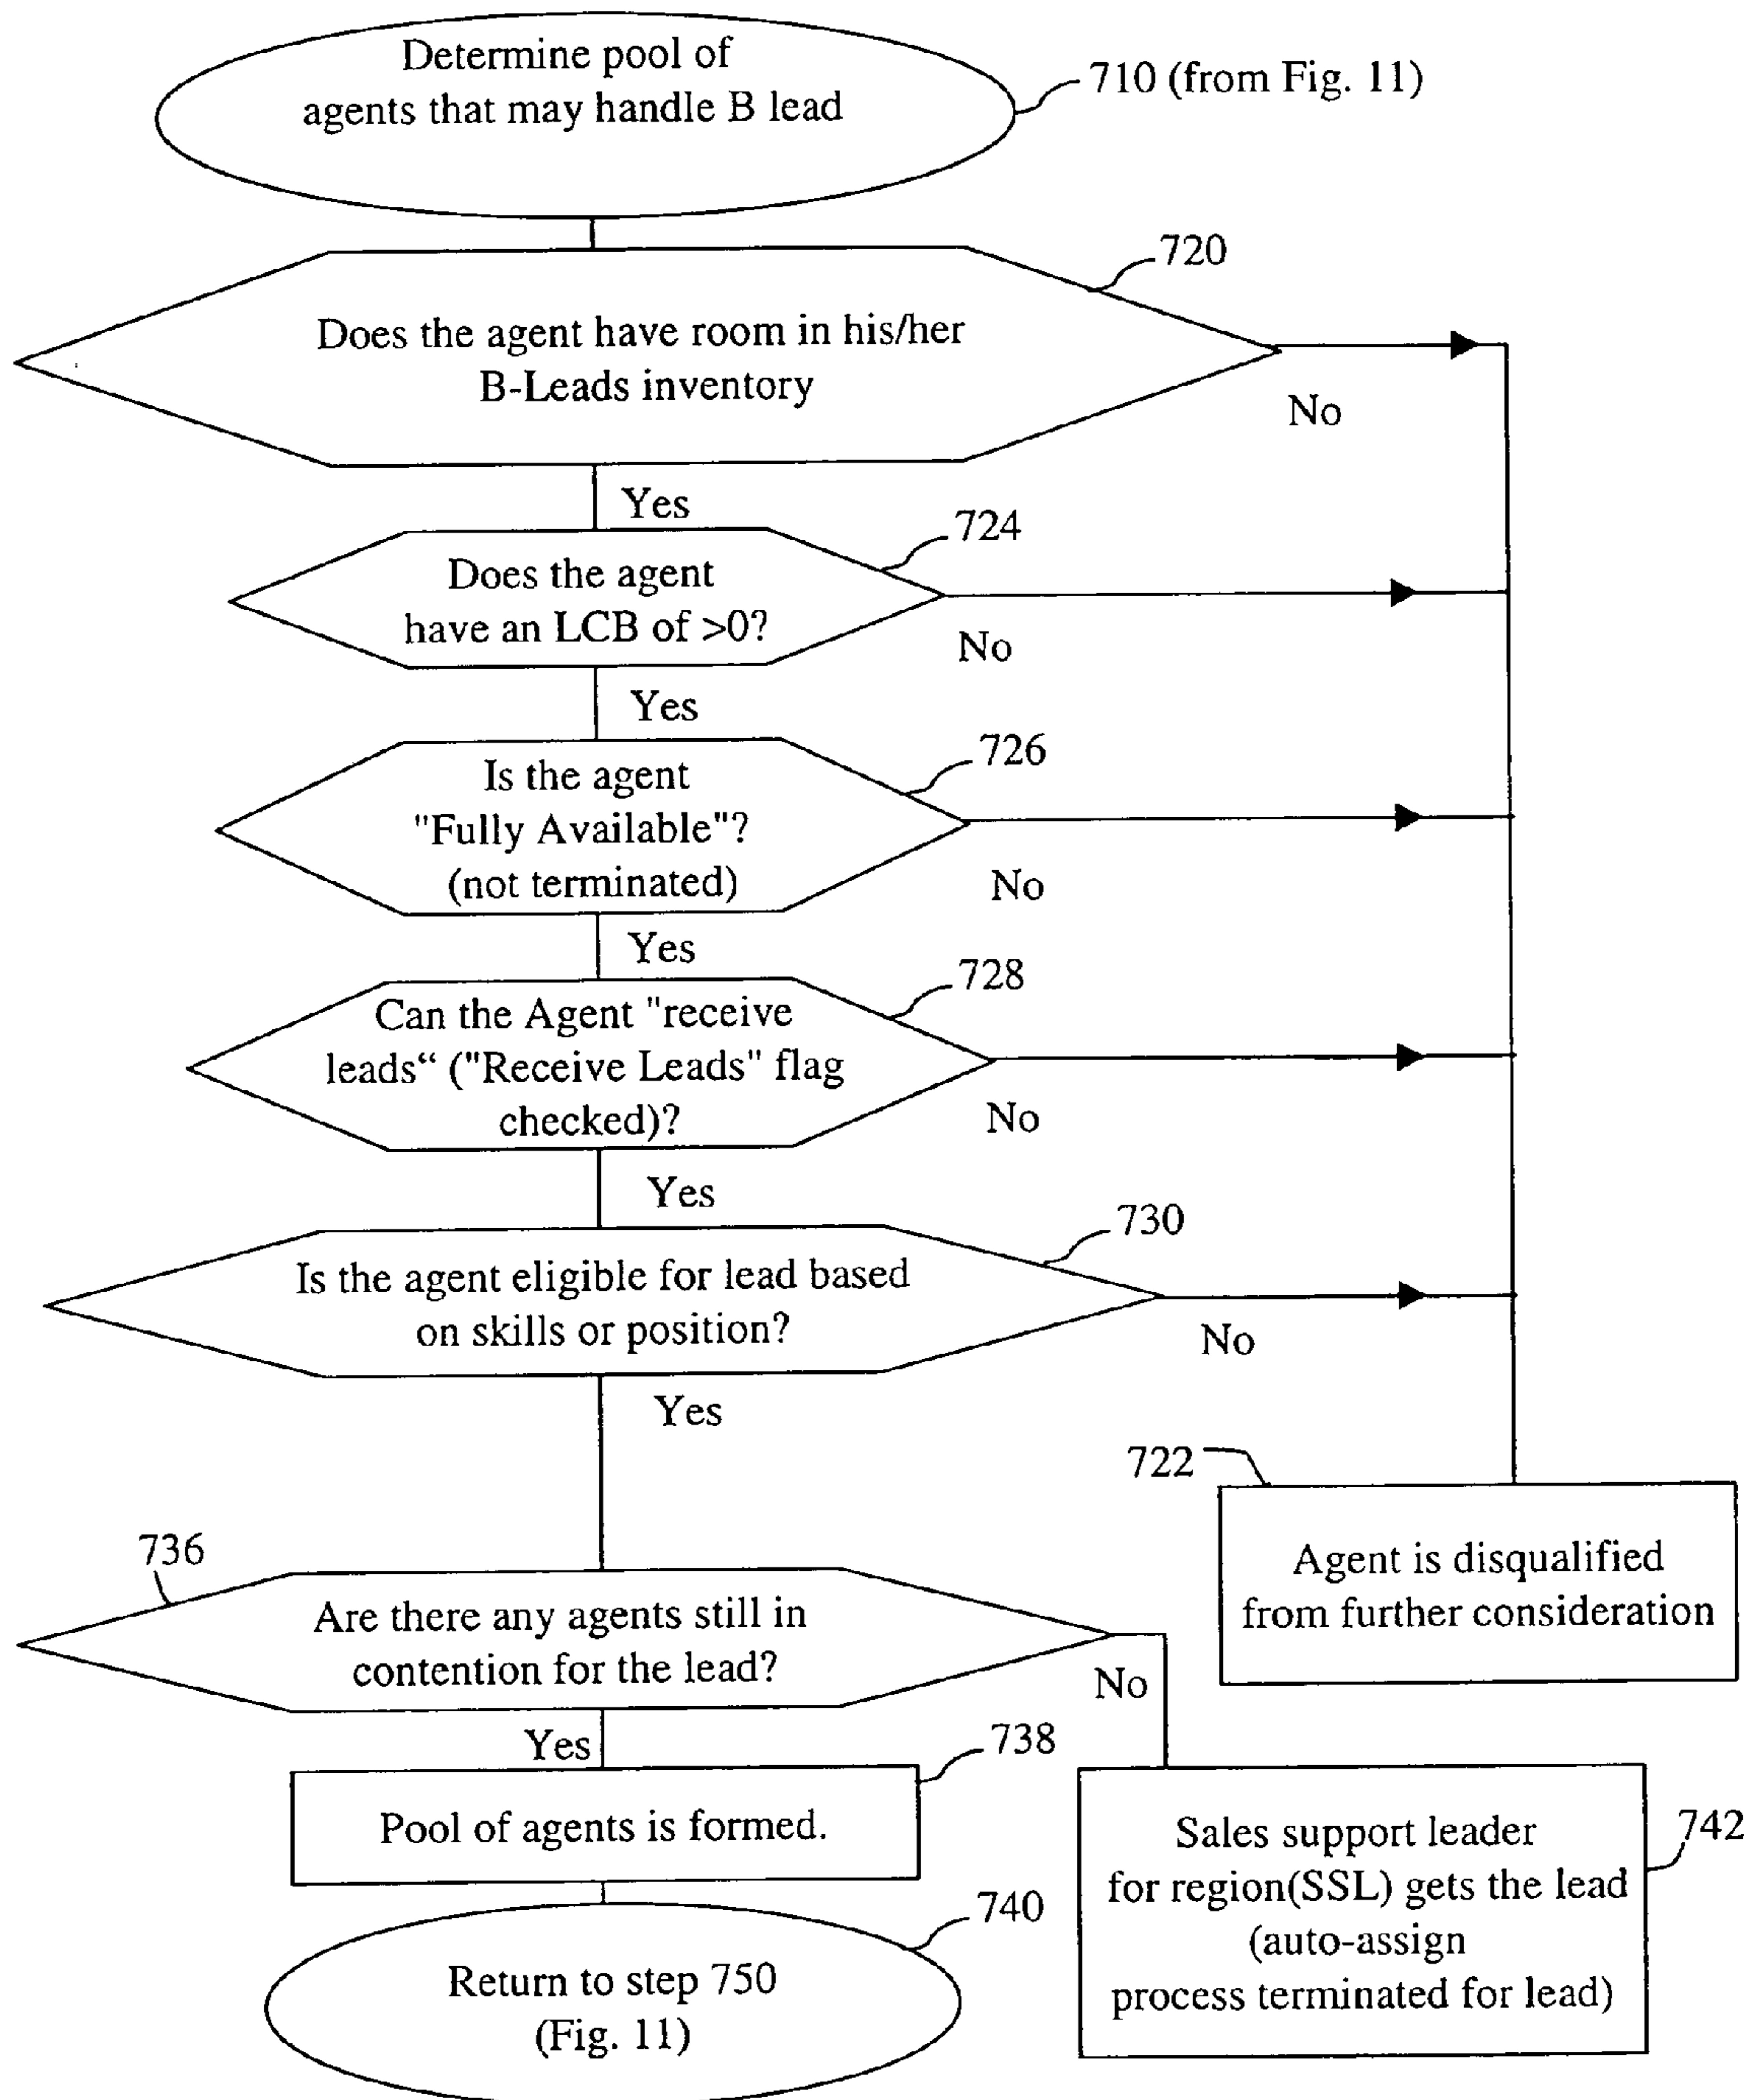 Determine pool of
agents that may handle B lead
710 (from Fig. 11)
720
Does the agent have room in his/her
B-Leads inventory
No
Yes
724
Does the agent
have an LCB of >0?
No
Yes
726
Is the agent
"Fully Available"?
(not terminated)
No
Yes
728
Can the Agent "receive
leads“ ("Receive Leads" flag
checked)?
No
Yes
730
Is the agent eligible for lead based
on skills or position?
No
Yes
722
Agent is disqualified
from further consideration
736
Are there any agents still in
contention for the lead?
No
Yes
738
Pool of agents is formed.
742
Sales support leader
for region(SSL) gets the lead
(auto-assign
process terminated for lead)
740
Return to step 750
(Fig. 11)